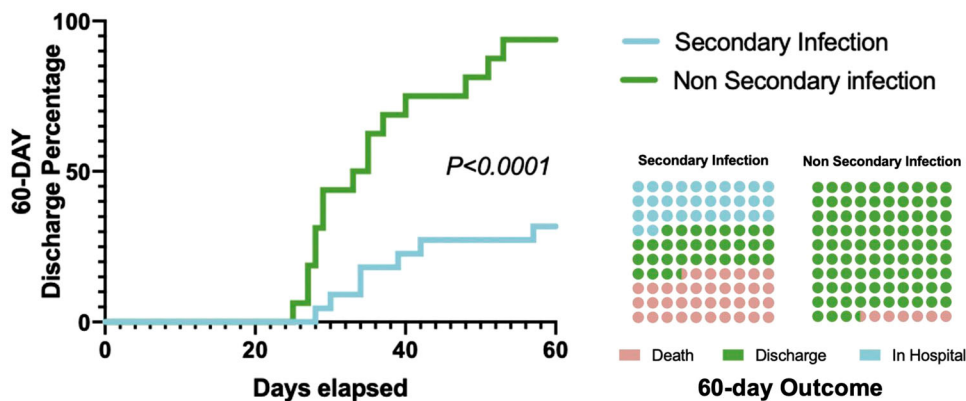 100
50
0
60-DAY
Discharge Percentage
0
20
40
60
Days elapsed
P<0.0001
Secondary Infection
Non Secondary infection
Secondary Infection
Non Secondary Infection
Death
Discharge
In Hospital
60-day Outcome